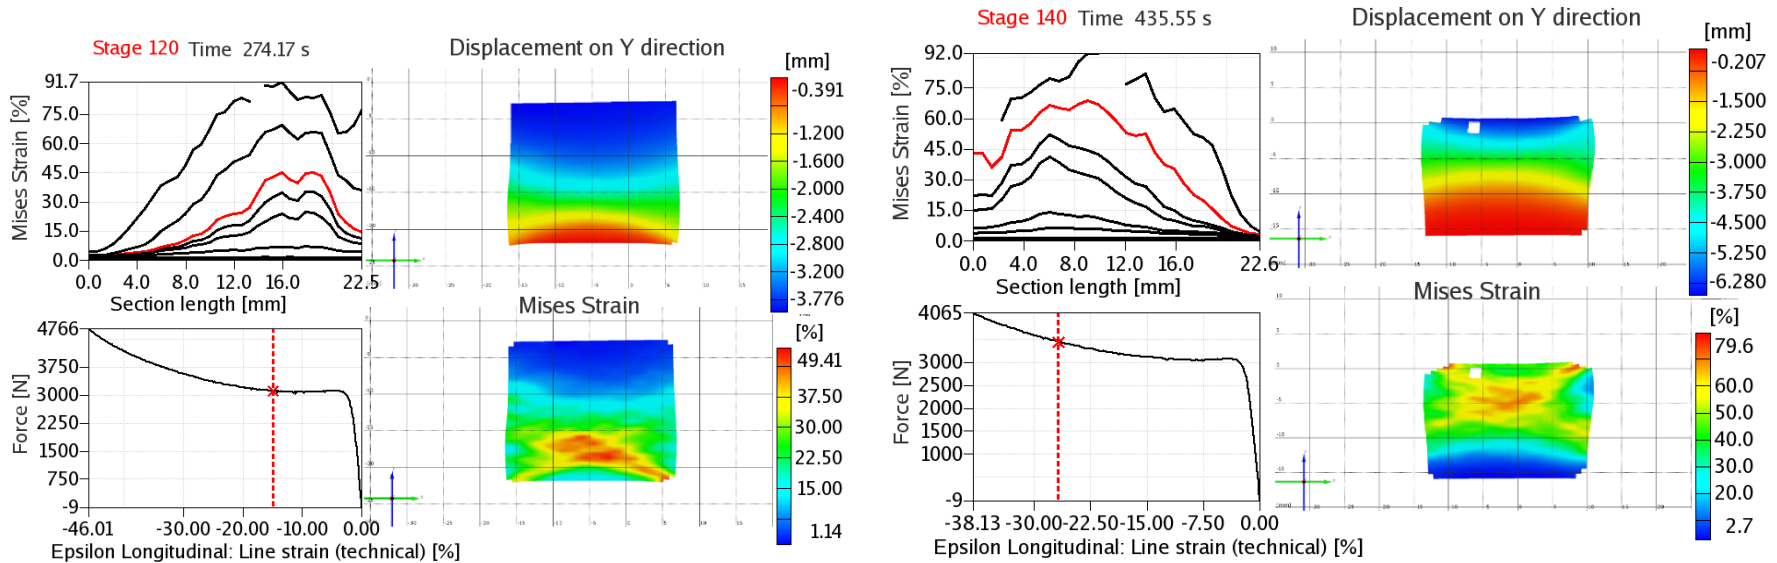 Stage 120 Time 274.17 s
Displacement on Y direction
[mm]
91.7
75.0
60.0
45.0
30.0
15.0
0.0
Mises Strain [%]
0.0 4.0 8.0 12.0 16.0 22.5
Section length [mm]
-0.391
-1.200
-1.600
-2.000
-2.400
-2.800
-3.200
-3.776
Mises Strain
[%]
4766
3750
3000
2250
1500
750
-9
Force [N]
-46.01 -30.00 -20.00 -10.00 0.00
Epsilon Longitudinal: Line strain (technical) [%]
49.41
37.50
30.00
22.50
15.00
1.14
Stage 140 Time 435.55 s
Displacement on Y direction
[mm]
92.0
75.0
60.0
45.0
30.0
15.0
0.0
Mises Strain [%]
0.0 4.0 8.0 12.0 16.0 22.6
Section length [mm]
-0.207
-1.500
-2.250
-3.000
-3.750
-4.500
-5.250
-6.280
Mises Strain
[%]
4065
3000
2500
2000
1500
1000
-9
Force [N]
-38.13 -30.00 -22.50 -15.00 -7.50 0.00
Epsilon Longitudinal: Line strain (technical) [%]
79.6
60.0
50.0
40.0
30.0
20.0
2.7